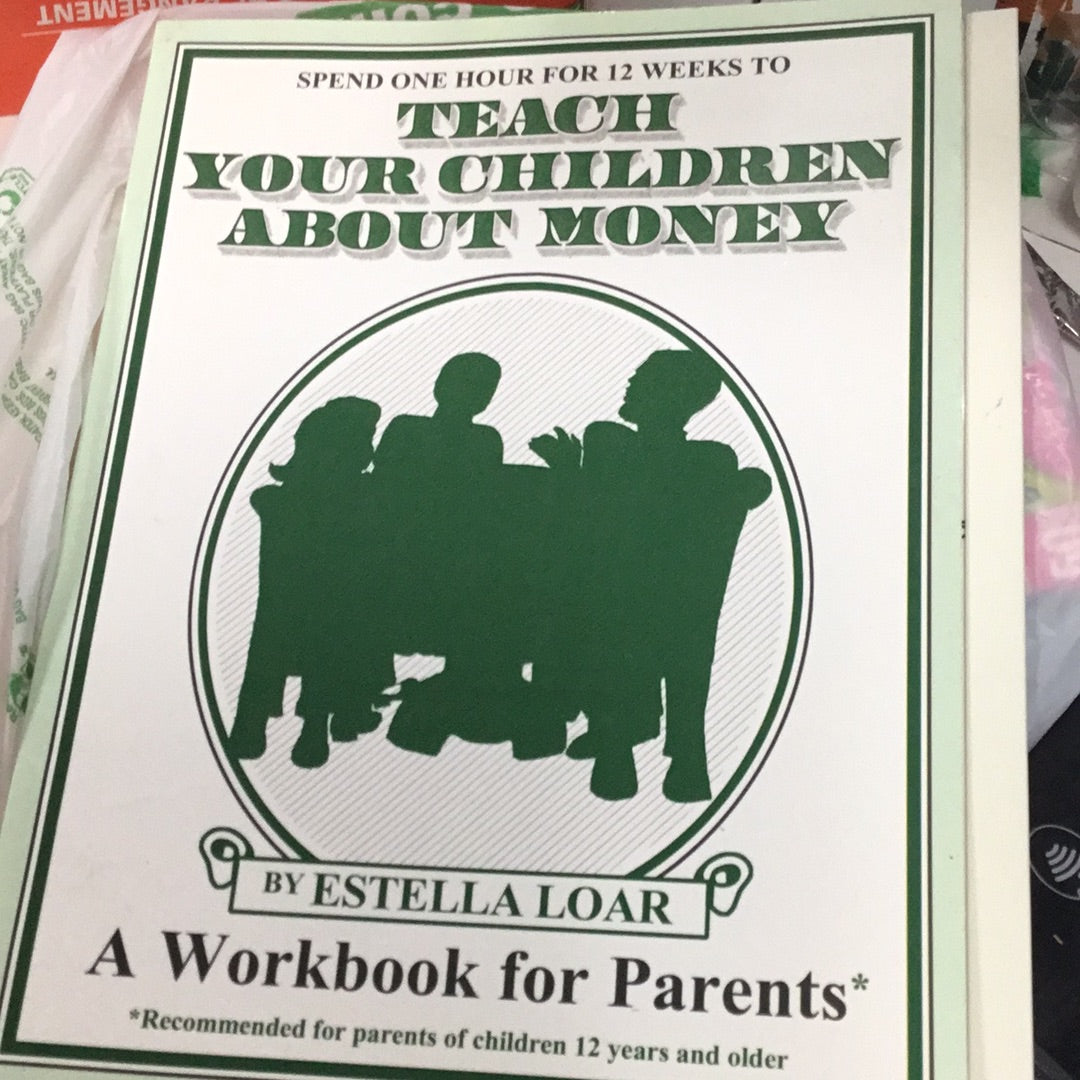 SPEND ONE HOUR FOR 12 WEEKS TO
TEACH
YOUR CHILDREN
ABOUT MONEY
BY ESTELLA LOAR
A Workbook for Parents*
*Recommended for parents of children 12 years and older